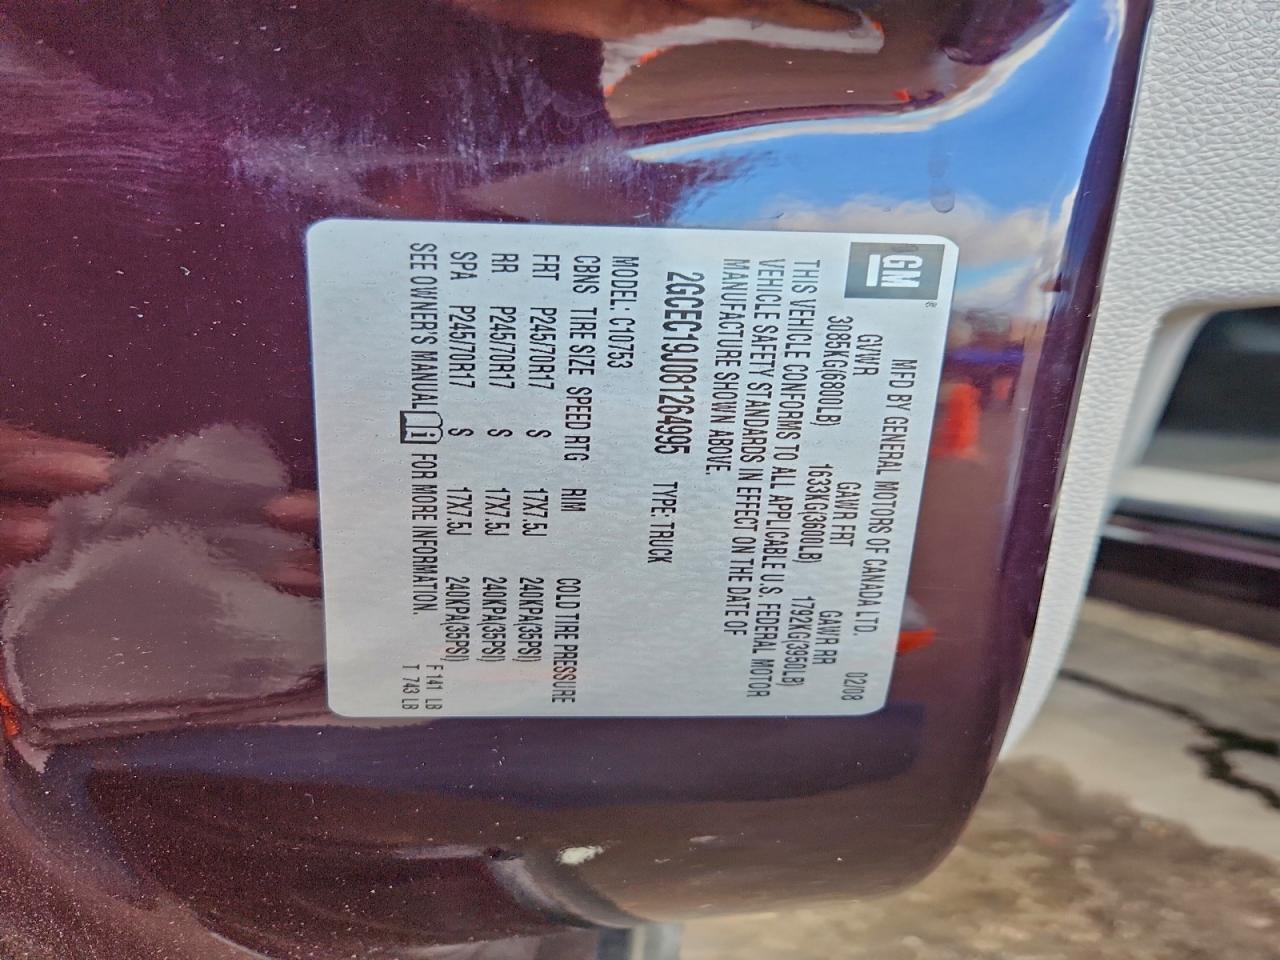 GM®
MFD BY GENERAL MOTORS OF CANADA LTD. 02/08
GVWR GAWR FRT GAWR RR
3085KG(6800LB) 1633KG(3600LB) 1792KG(3950LB)
THIS VEHICLE CONFORMS TO ALL APPLICABLE U.S. FEDERAL MOTOR
VEHICLE SAFETY STANDARDS IN EFFECT ON THE DATE OF
MANUFACTURE SHOWN ABOVE.
2GCEC19J081264995 TYPE: TRUCK
MODEL: C10753
CBNS TIRE SIZE SPEED RTG RIM COLD TIRE PRESSURE
FRT P245/70R17 S 17X7.5J 240KPA(35PSI)
RR P245/70R17 S 17X7.5J 240KPA(35PSI)
SPA P245/70R17 S 17X7.5J 240KPA(35PSI)
SEE OWNER'S MANUAL FOR MORE INFORMATION.
F 141 LB
T 743 LB